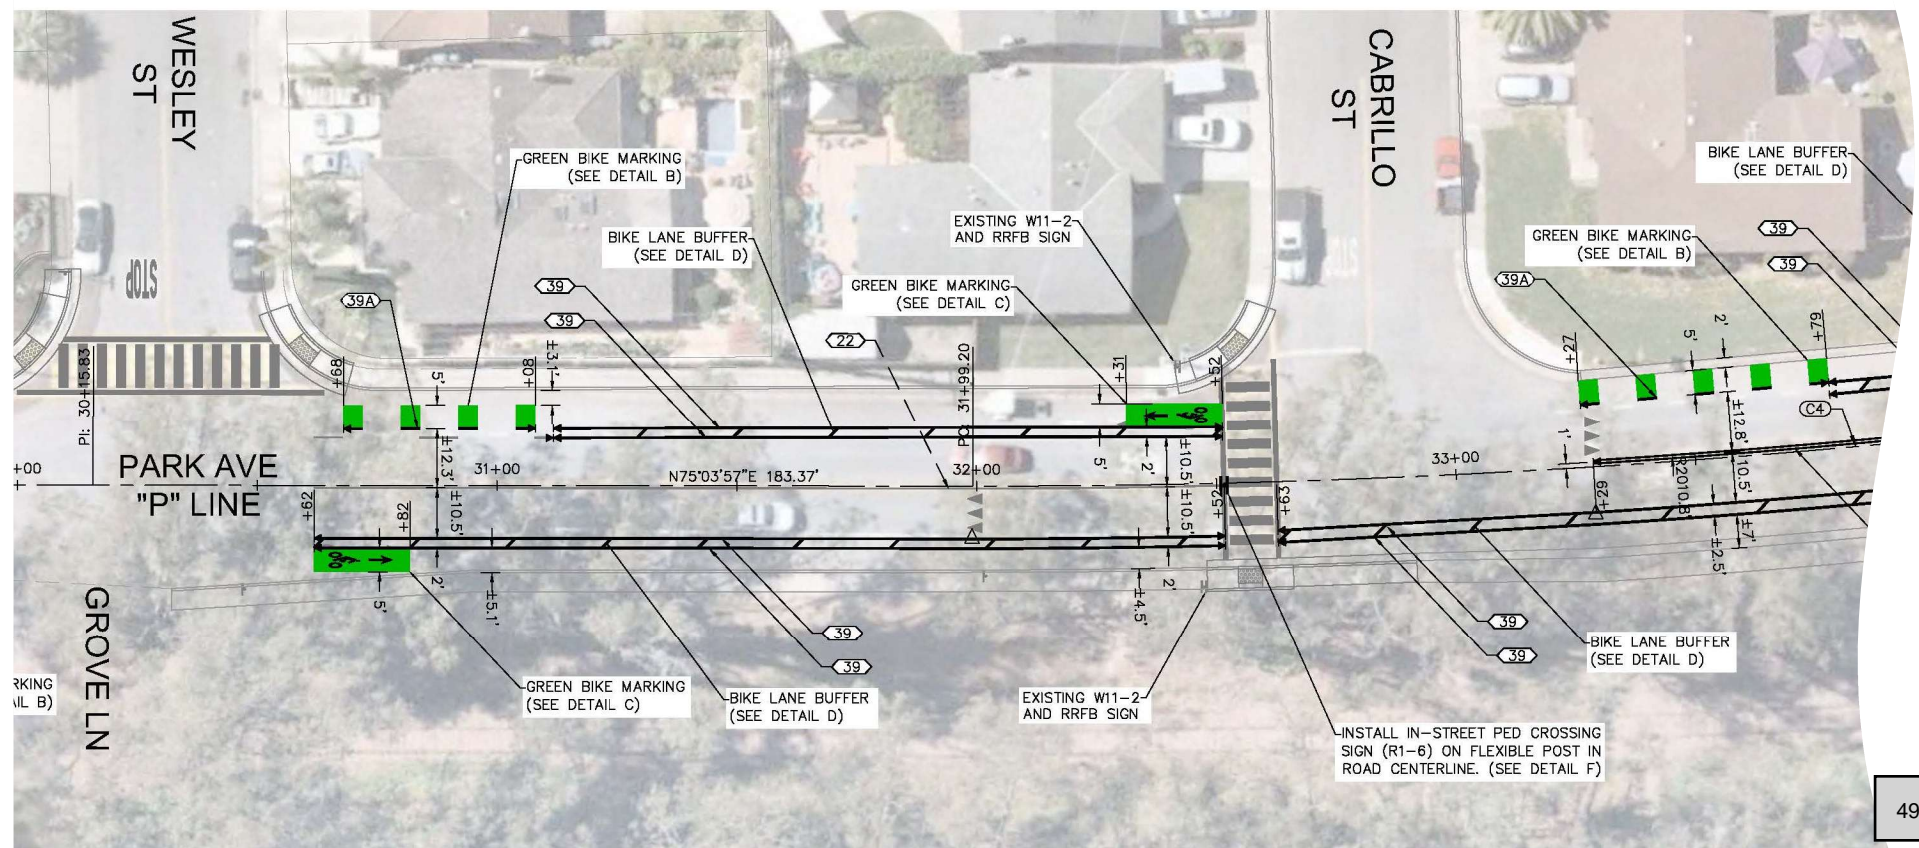 WESLEY
ST
CABRILLO
ST
GREEN BIKE MARKING
(SEE DETAIL B)
BIKE LANE BUFFER
(SEE DETAIL D)
EXISTING W11-2
AND RRFB SIGN
GREEN BIKE MARKING
(SEE DETAIL C)
BIKE LANE BUFFER
(SEE DETAIL D)
GREEN BIKE MARKING
(SEE DETAIL B)
39
39
39A
STOP
STOP
39A
39
39
22
PI: 30+15.83
+68
5'
+08
±3.1'
PC: 31+99.20
+31
+52
+27
5'
2'
+79
C4
1'
±12.8'
+00
PARK AVE
"P" LINE
±12.3'
31+00
N75°03'57"E 183.37'
32+00
5'
2'
±10.5'
33+00
+62
+82
±10.5'
±10.5'
+52
+63
+29
10.5'
±7'
±2.5'
5'
2'
±5.1'
±4.5'
2'
GROVE LN
39
39
39
39
RKING
AIL B)
GREEN BIKE MARKING
(SEE DETAIL C)
BIKE LANE BUFFER
(SEE DETAIL D)
EXISTING W11-2
AND RRFB SIGN
BIKE LANE BUFFER
(SEE DETAIL D)
INSTALL IN-STREET PED CROSSING
SIGN (R1-6) ON FLEXIBLE POST IN
ROAD CENTERLINE. (SEE DETAIL F)
49